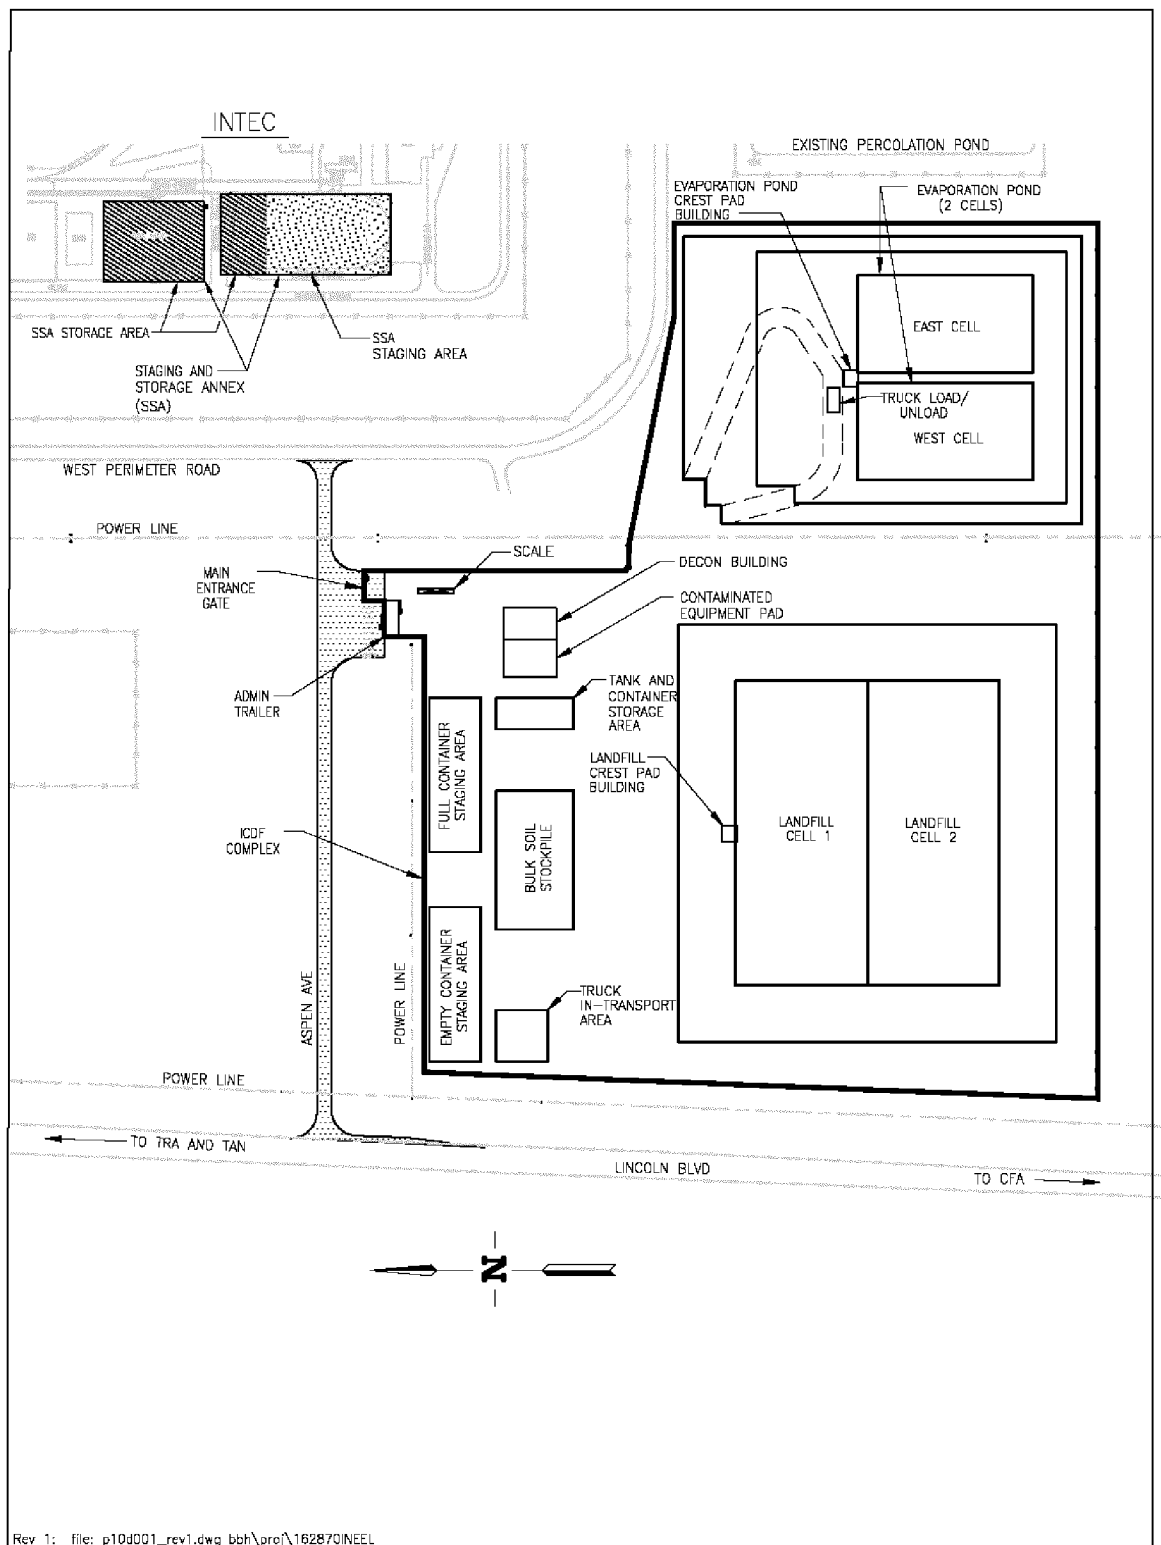 INTEC
EXISTING PERCOLATION POND
EVAPORATION POND
CREST PAD
BUILDING
EVAPORATION POND
(2 CELLS)
EAST CELL
SSA STORAGE AREA
SSA
STAGING AREA
STAGING AND
STORAGE ANNEX
(SSA)
TRUCK LOAD/
UNLOAD
WEST CELL
WEST PERIMETER ROAD
POWER LINE
SCALE
MAIN
ENTRANCE
GATE
DECON BUILDING
CONTAMINATED
EQUIPMENT PAD
ADMIN
TRAILER
TANK AND
CONTAINER
STORAGE
AREA
FULL CONTAINER
STAGING AREA
LANDFILL
CREST PAD
BUILDING
ICDF
COMPLEX
BULK SOIL
STOCKPILE
LANDFILL
CELL 1
LANDFILL
CELL 2
ASPEN AVE
POWER LINE
EMPTY CONTAINER
STAGING AREA
TRUCK
IN-TRANSPORT
AREA
POWER LINE
TO TRA AND TAN
LINCOLN BLVD
TO CFA
N
Rev 1: file: p10d001_rev1.dwg bbh\proj\162870INEEL